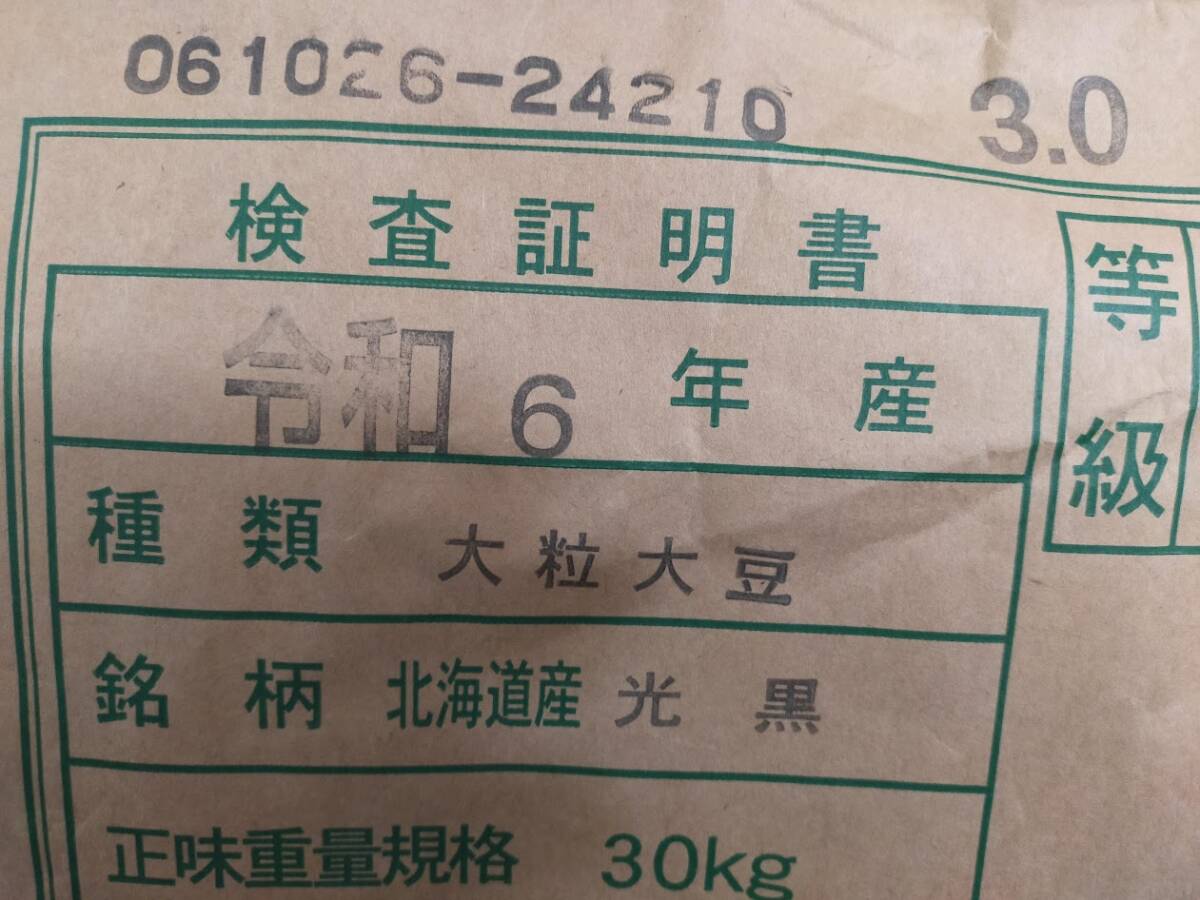 061026-24210 3.0
検査証明書
等級
令和6年産
種類 大粒大豆
銘柄 北海道産 光黒
正味重量規格 30kg